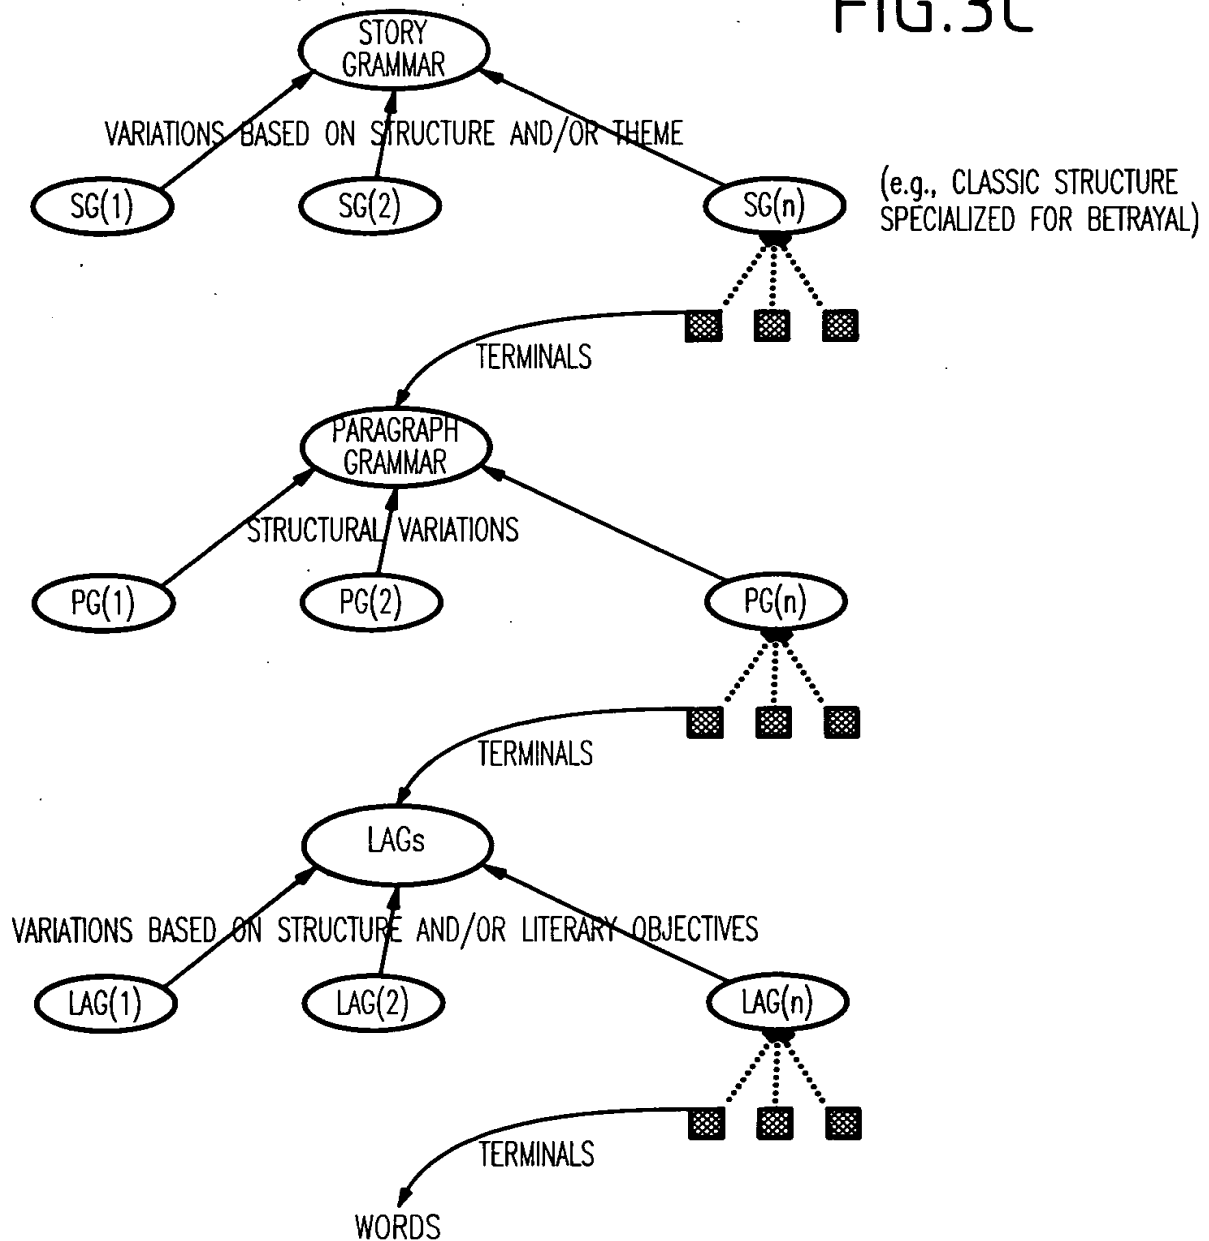 FIG.3C
STORY
GRAMMAR
VARIATIONS BASED ON STRUCTURE AND/OR THEME
SG(1)
SG(2)
SG(n)
(e.g., CLASSIC STRUCTURE
SPECIALIZED FOR BETRAYAL)
TERMINALS
PARAGRAPH
GRAMMAR
STRUCTURAL VARIATIONS
PG(1)
PG(2)
PG(n)
TERMINALS
LAGs
VARIATIONS BASED ON STRUCTURE AND/OR LITERARY OBJECTIVES
LAG(1)
LAG(2)
LAG(n)
TERMINALS
WORDS